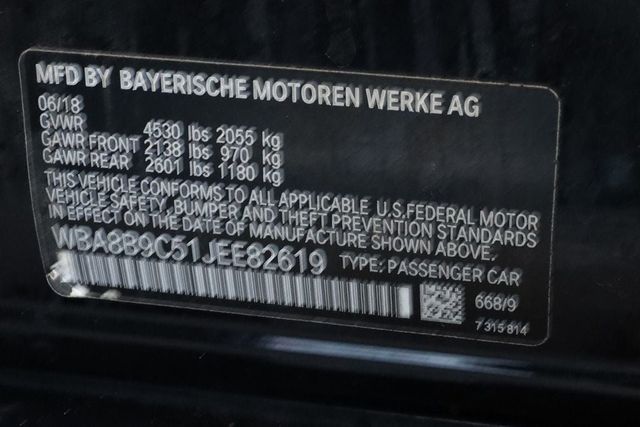 MFD BY BAYERISCHE MOTOREN WERKE AG
06/18
GVWR 4530 lbs 2055 kg
GAWR FRONT 2138 lbs 970 kg
GAWR REAR 2601 lbs 1180 kg
THIS VEHICLE CONFORMS TO ALL APPLICABLE U.S.FEDERAL MOTOR
VEHICLE SAFETY, BUMPER AND THEFT PREVENTION STANDARDS
IN EFFECT ON THE DATE OF MANUFACTURE SHOWN ABOVE.
WBA8B9C51JEE82619 TYPE: PASSENGER CAR
668/9
7 315 814